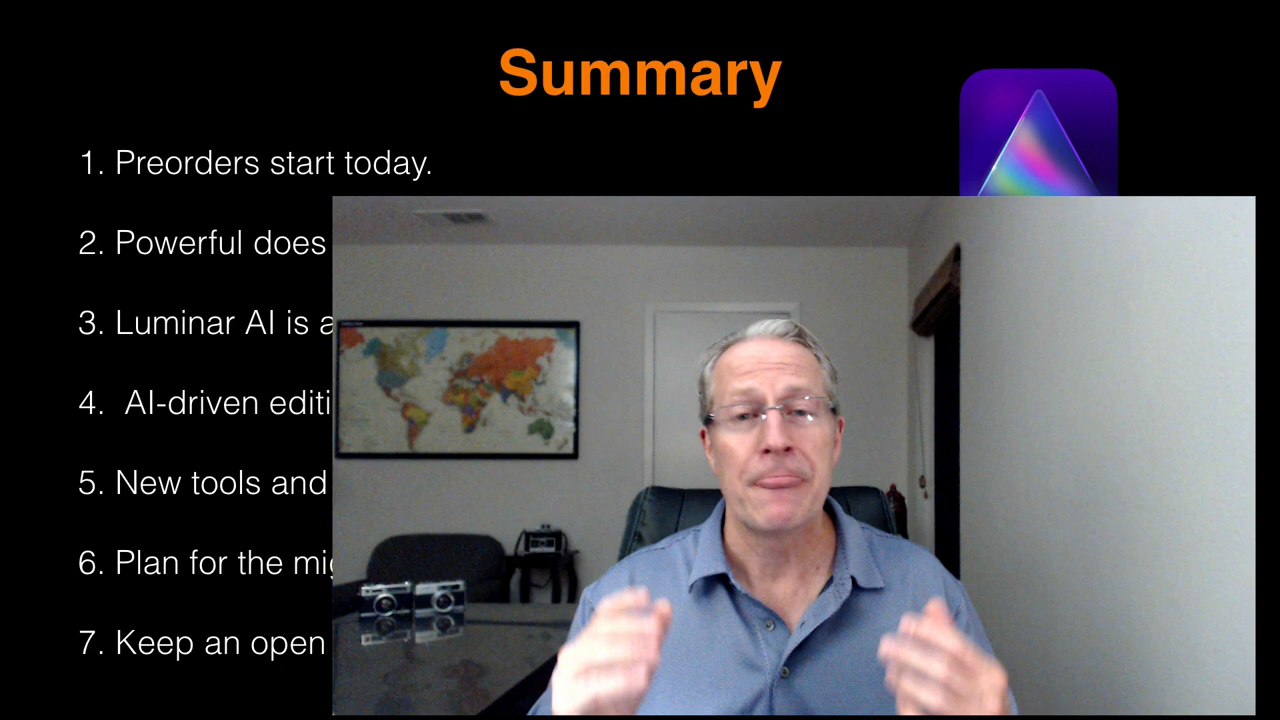 Summary
1. Preorders start today.
2. Powerful does
3. Luminar AI is a
4. AI-driven editi
5. New tools and
6. Plan for the mig
7. Keep an open